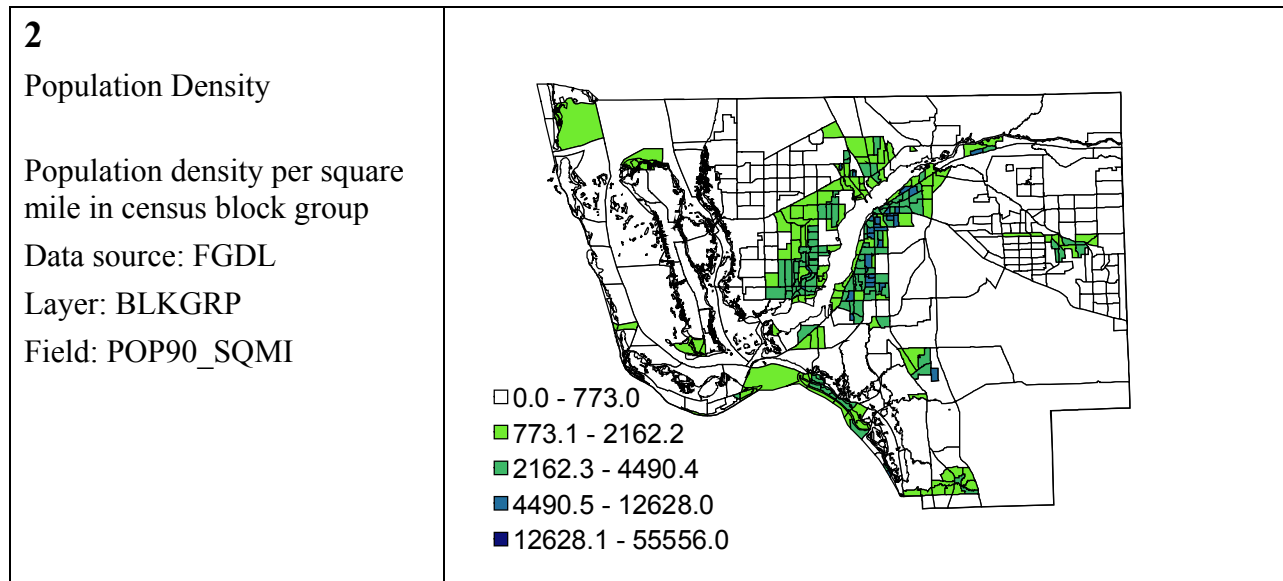 2
Population Density
Population density per square
mile in census block group
Data source: FGDL
Layer: BLKGRP
Field: POP90_SQMI
0.0 - 773.0
773.1 - 2162.2
2162.3 - 4490.4
4490.5 - 12628.0
12628.1 - 55556.0